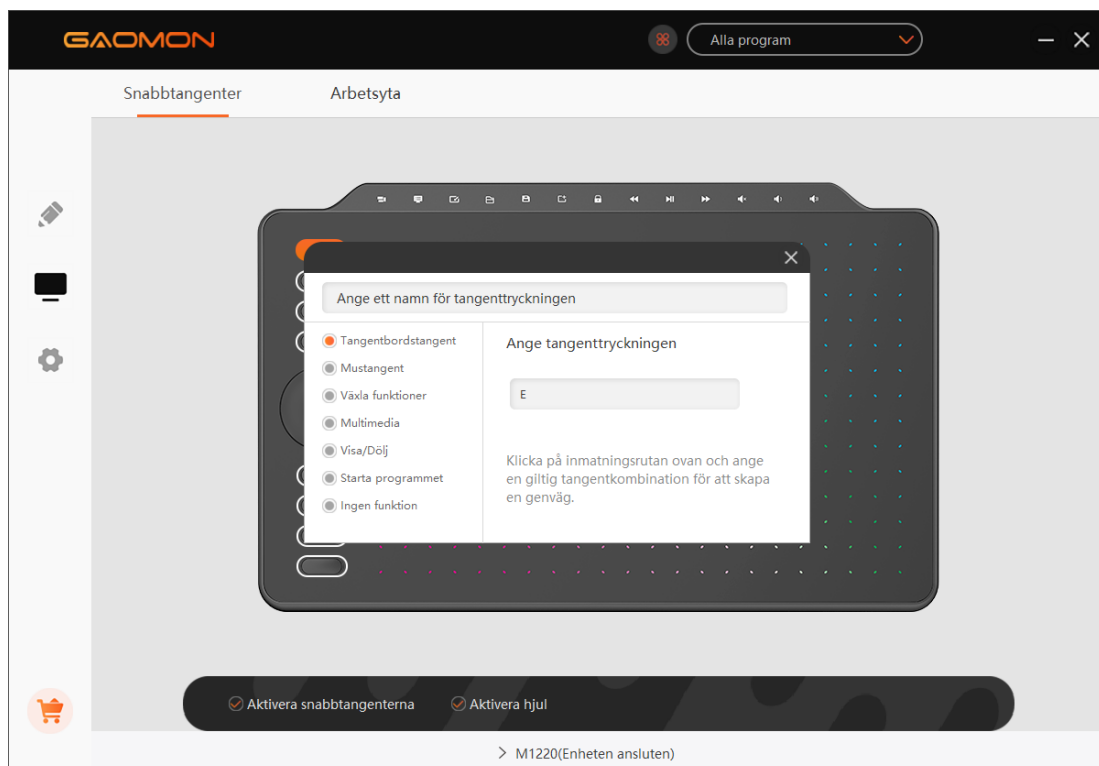 GAOMON
Alla program
Snabbtangenter
Arbetsyta
Ange ett namn för tangenttryckningen
Tangentbordstangent
Mustangent
Växla funktioner
Multimedia
Visa/Dölj
Starta programmet
Ingen funktion
Ange tangenttryckningen
E
Klicka på inmatningsrutan ovan och ange
en giltig tangentkombination för att skapa
en genväg.
Aktivera snabbtangenterna
Aktivera hjul
M1220(Enheten ansluten)